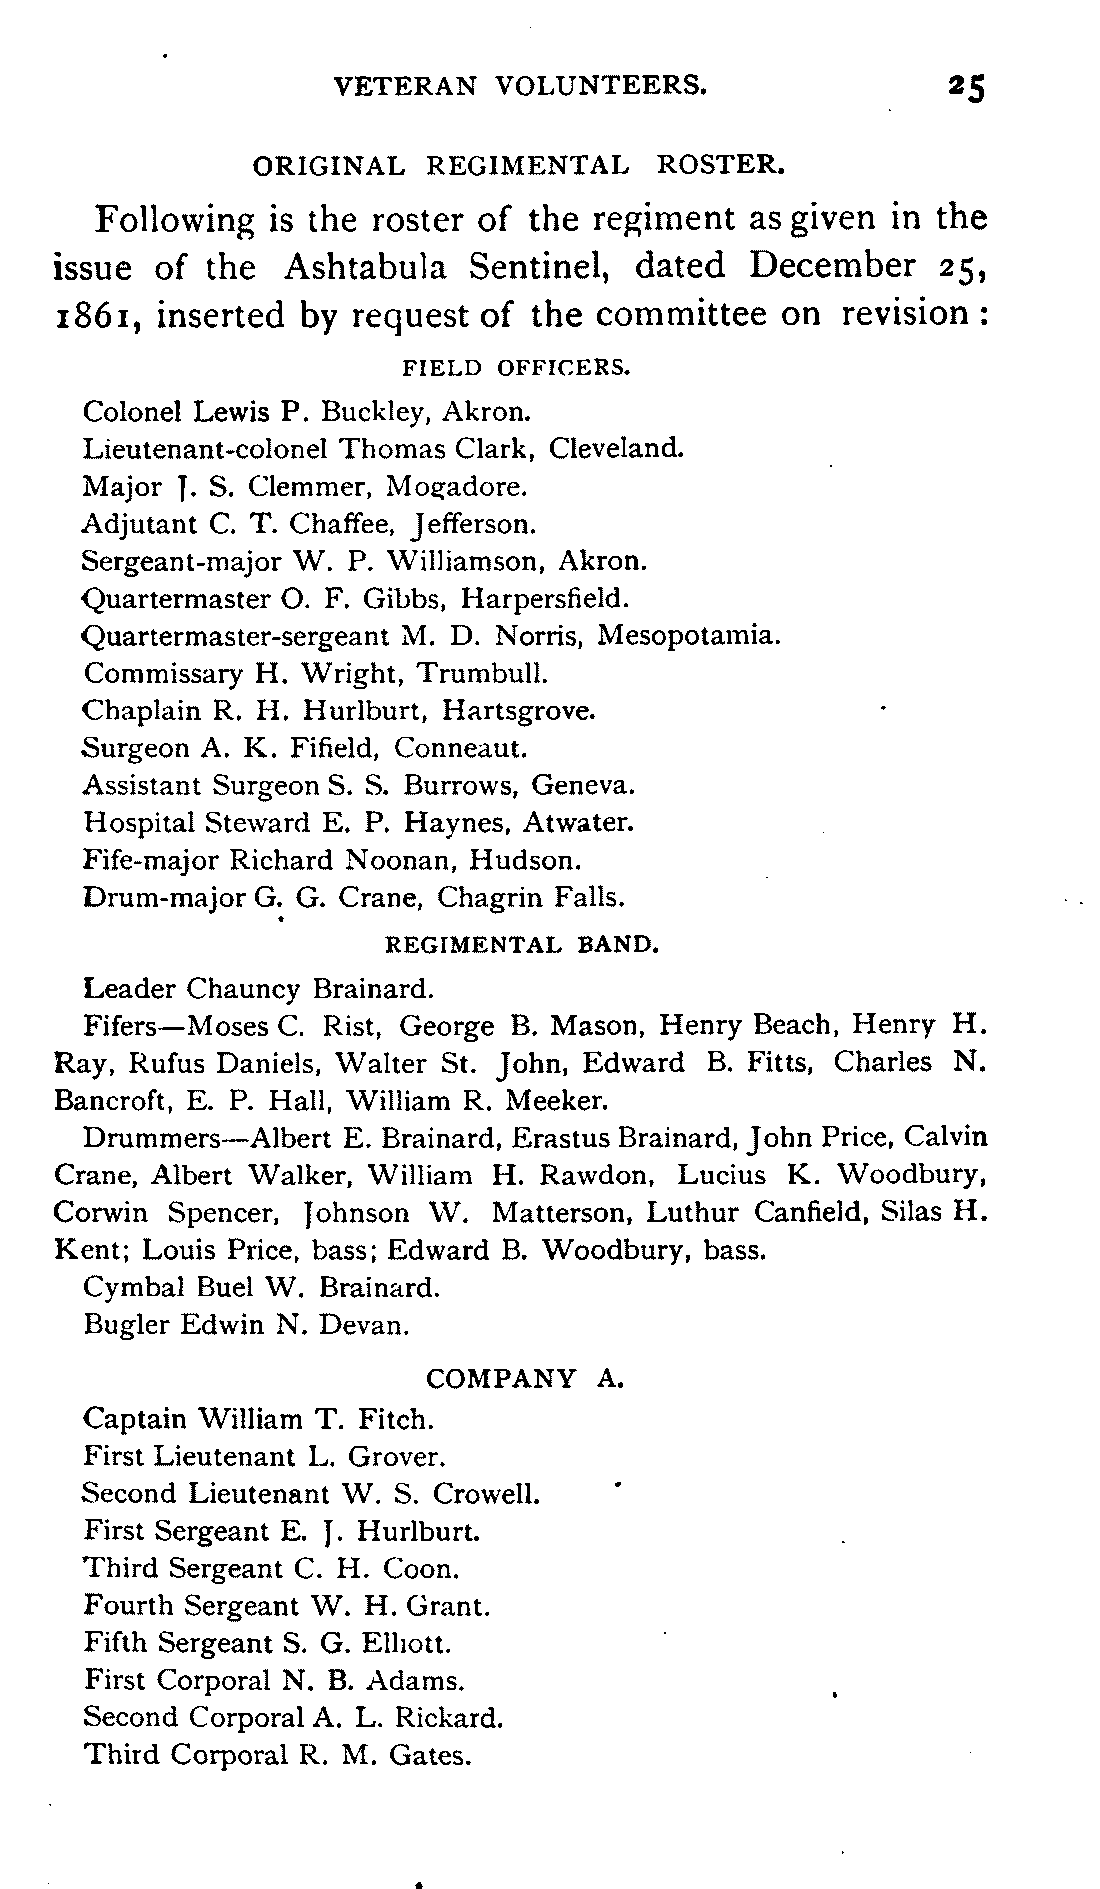 VETERAN VOLUNTEERS. 25
ORIGINAL REGIMENTAL ROSTER.
Following is the roster of the regiment as given in the
issue of the Ashtabula Sentinel, dated December 25,
1861, inserted by request of the committee on revision :
FIELD OFFICERS.
Colonel Lewis P. Buckley, Akron.
Lieutenant-colonel Thomas Clark, Cleveland.
Major J. S. Clemmer, Mogadore.
Adjutant C. T. Chaffee, Jefferson.
Sergeant-major W. P. Williamson, Akron.
Quartermaster O. F. Gibbs, Harpersfield.
Quartermaster-sergeant M. D. Norris, Mesopotamia.
Commissary H. Wright, Trumbull.
Chaplain R. H. Hurlburt, Hartsgrove.
Surgeon A. K. Fifield, Conneaut.
Assistant Surgeon S. S. Burrows, Geneva.
Hospital Steward E. P. Haynes, Atwater.
Fife-major Richard Noonan, Hudson.
Drum-major G. G. Crane, Chagrin Falls.
REGIMENTAL BAND.
Leader Chauncy Brainard.
Fifers—Moses C. Rist, George B. Mason, Henry Beach, Henry H.
Ray, Rufus Daniels, Walter St. John, Edward B. Fitts, Charles N.
Bancroft, E. P. Hall, William R. Meeker.
Drummers—Albert E. Brainard, Erastus Brainard, John Price, Calvin
Crane, Albert Walker, William H. Rawdon, Lucius K. Woodbury,
Corwin Spencer, Johnson W. Matterson, Luthur Canfield, Silas H.
Kent; Louis Price, bass; Edward B. Woodbury, bass.
Cymbal Buel W. Brainard.
Bugler Edwin N. Devan.
COMPANY A.
Captain William T. Fitch.
First Lieutenant L. Grover.
Second Lieutenant W. S. Crowell.
First Sergeant E. J. Hurlburt.
Third Sergeant C. H. Coon.
Fourth Sergeant W. H. Grant.
Fifth Sergeant S. G. Elliott.
First Corporal N. B. Adams.
Second Corporal A. L. Rickard.
Third Corporal R. M. Gates.